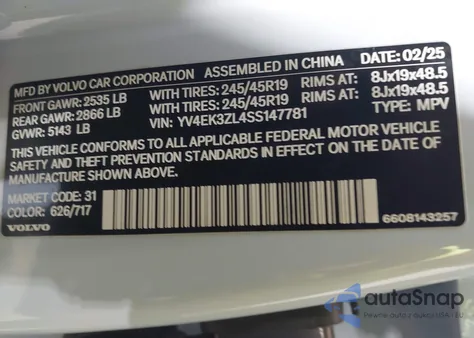 MFD BY VOLVO CAR CORPORATION ASSEMBLED IN CHINA DATE: 02/25
FRONT GAWR: 2535 LB WITH TIRES: 245/45R19 RIMS AT: 8Jx19x48.5
REAR GAWR: 2866 LB WITH TIRES: 245/45R19 RIMS AT: 8Jx19x48.5
GVWR: 5143 LB VIN: YV4EK3ZL4SS147781 TYPE: MPV
THIS VEHICLE CONFORMS TO ALL APPLICABLE FEDERAL MOTOR VEHICLE
SAFETY AND THEFT PREVENTION STANDARDS IN EFFECT ON THE DATE OF
MANUFACTURE SHOWN ABOVE.
MARKET CODE: 31
COLOR: 626/717
VOLVO
6608143257
autaSnap